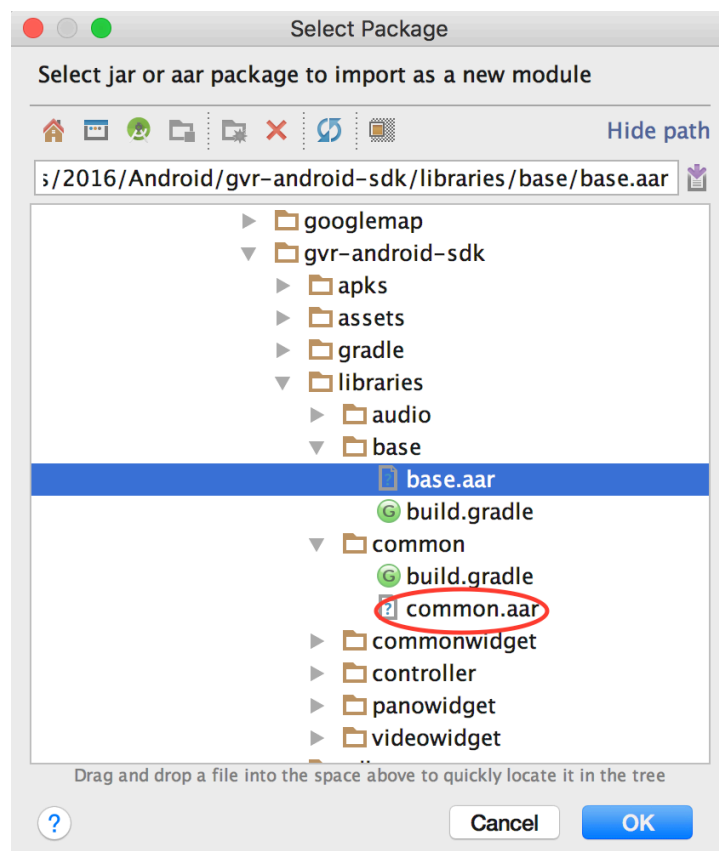 Select Package
Select jar or aar package to import as a new module
Hide path
s/2016/Android/gvr-android-sdk/libraries/base/base.aar
googlemap
gvr-android-sdk
apks
assets
gradle
libraries
audio
base
? base.aar
G build.gradle
common
G build.gradle
? common.aar
commonwidget
controller
panowidget
videowidget
Drag and drop a file into the space above to quickly locate it in the tree
? Cancel OK